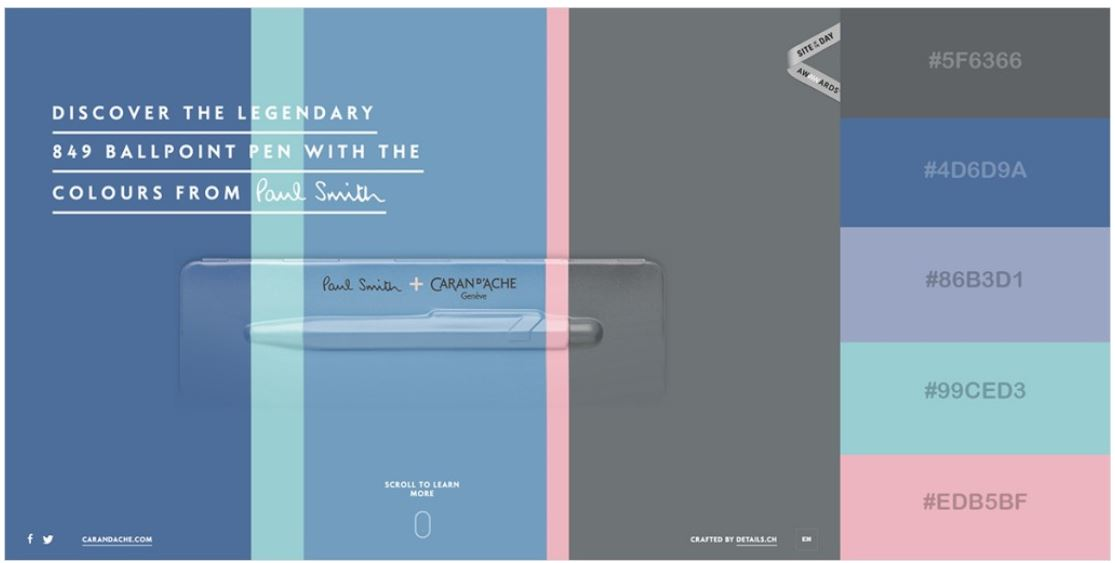 SITE OF THE DAY
AWWWARDS
DISCOVER THE LEGENDARY
849 BALLPOINT PEN WITH THE
COLOURS FROM Paul Smith
Paul Smith + CARAN D'ACHE
Genève
SCROLL TO LEARN
MORE
CARANDACHE.COM
CRAFTED BY DETAILS.CH
EN
#5F6366
#4D6D9A
#86B3D1
#99CED3
#EDB5BF